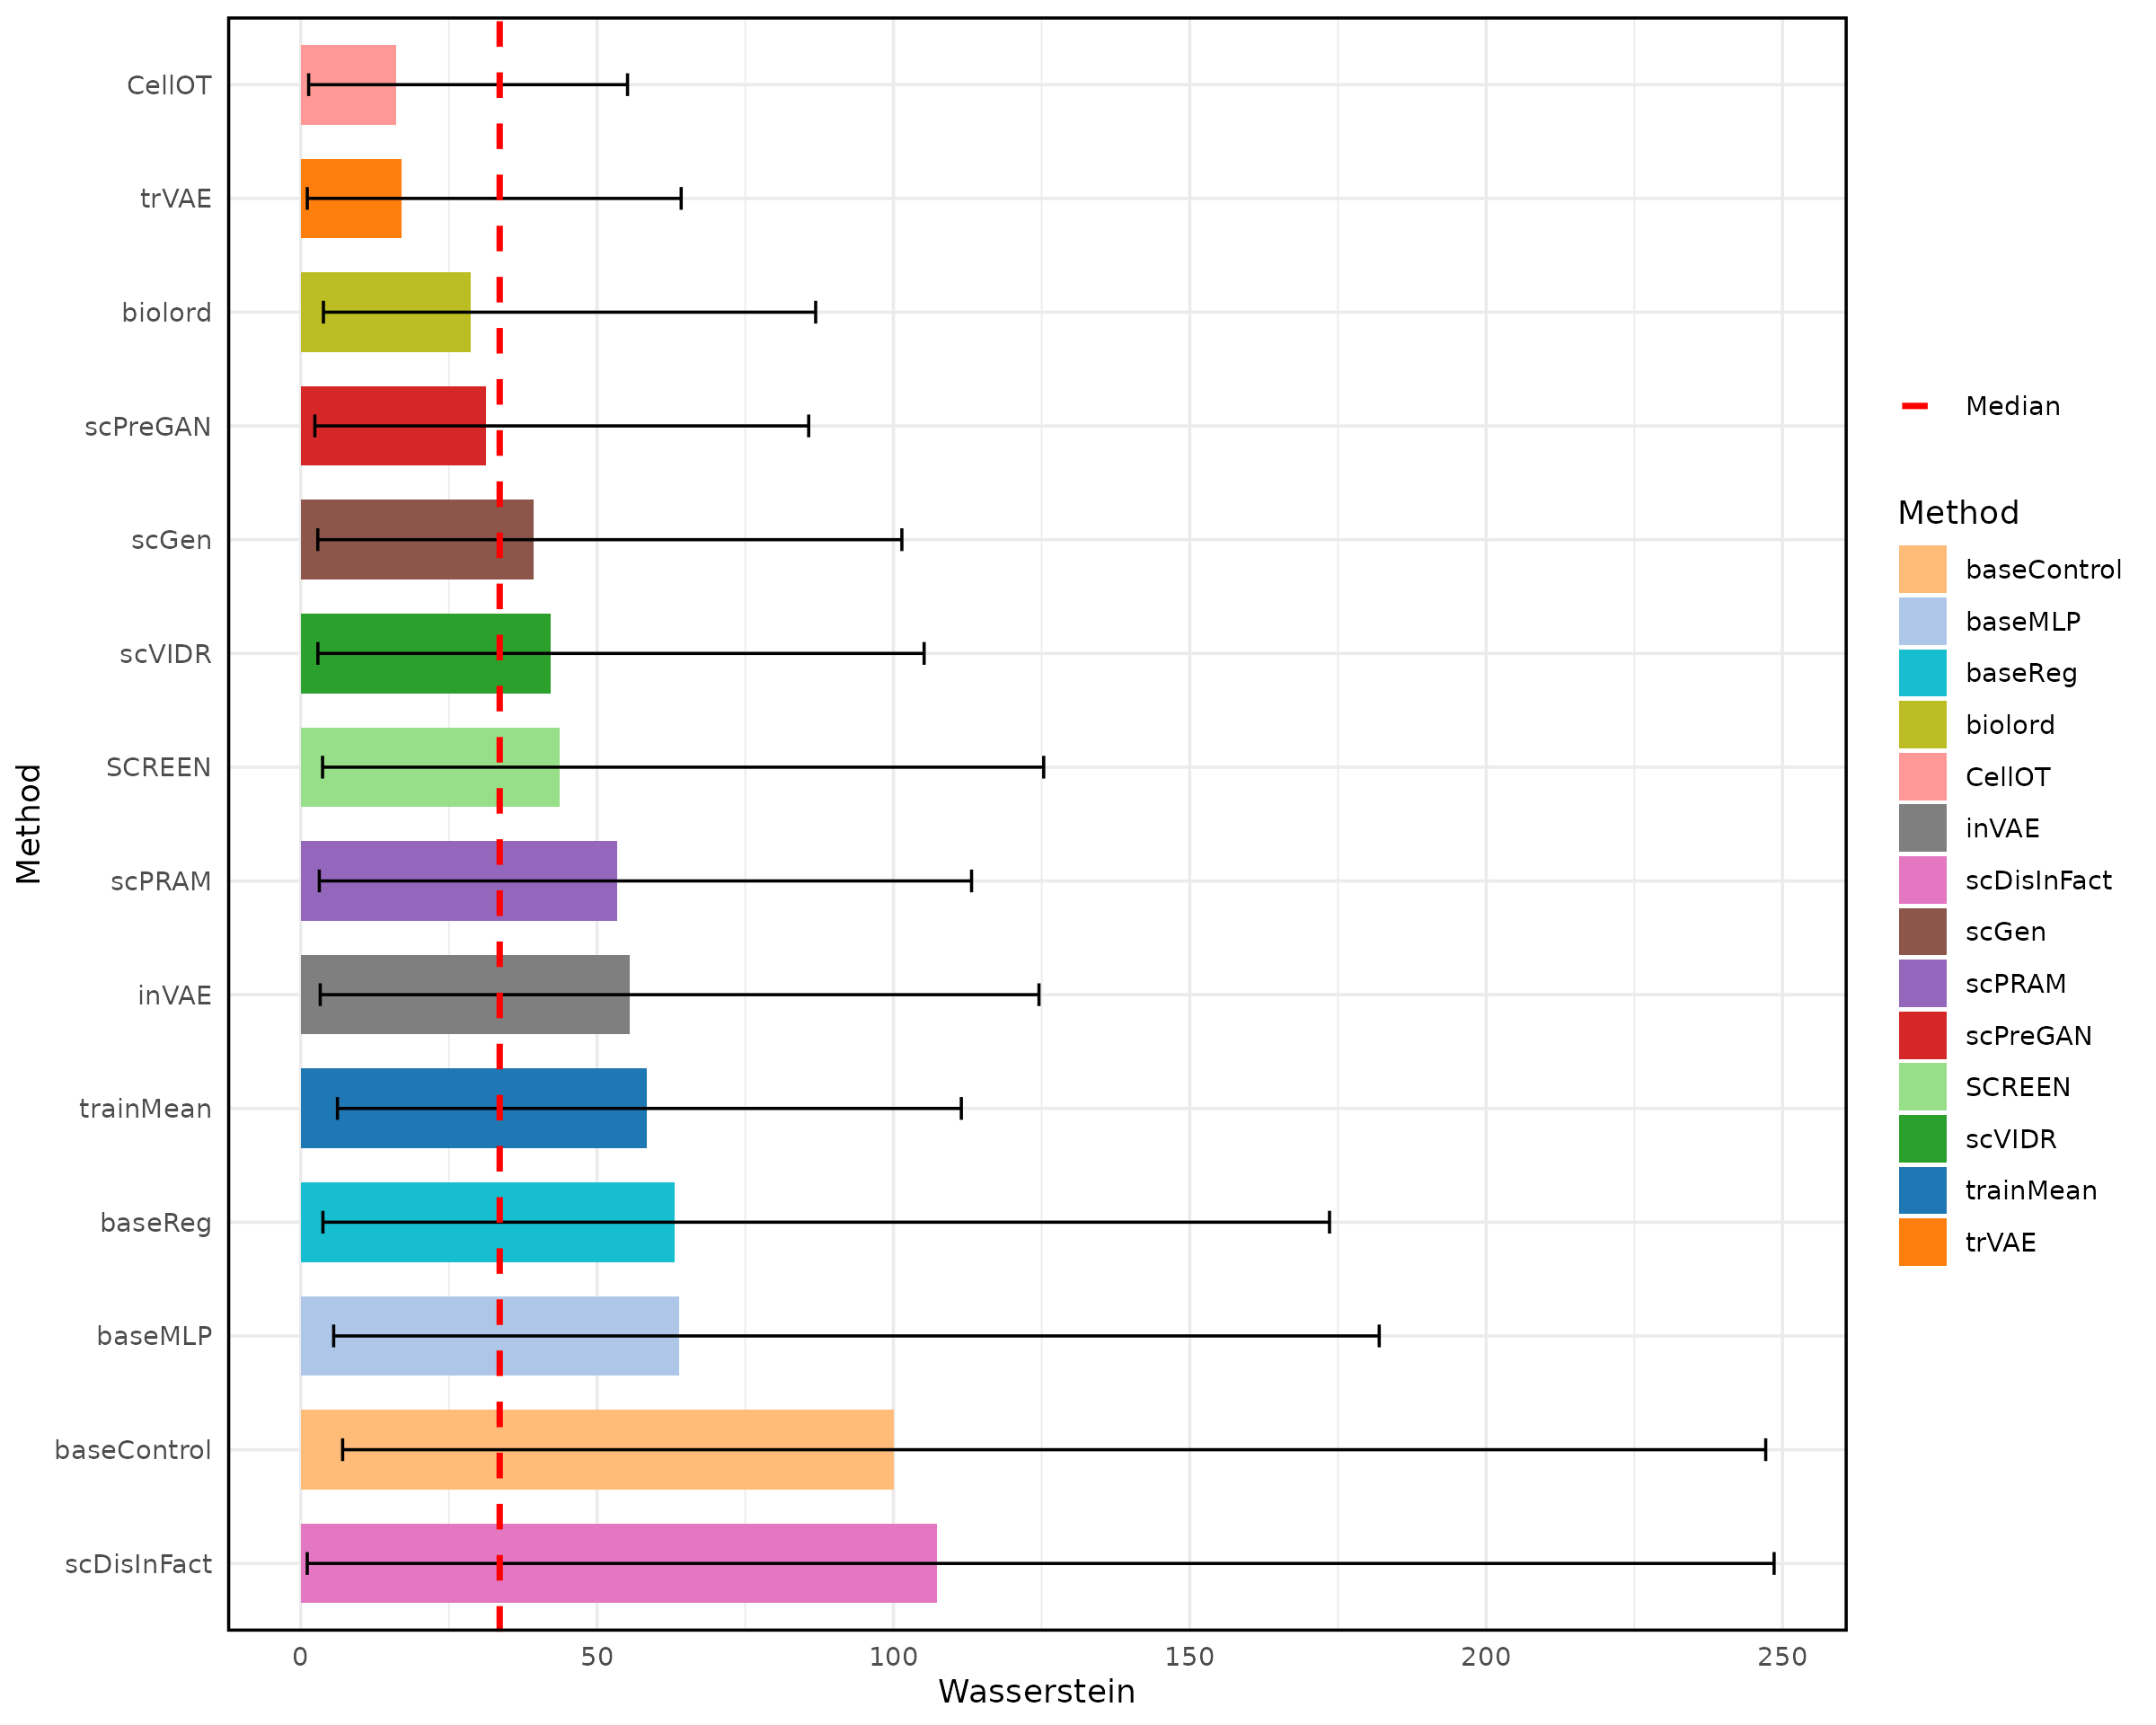 CellOT
trVAE
biolord
scPreGAN
scGen
scVIDR
SCREEN
scPRAM
inVAE
trainMean
baseReg
baseMLP
baseControl
scDisInFact
Method
0 50 100 150 200 250
Wasserstein
Median
Method
baseControl
baseMLP
baseReg
biolord
CellOT
inVAE
scDisInFact
scGen
scPRAM
scPreGAN
SCREEN
scVIDR
trainMean
trVAE